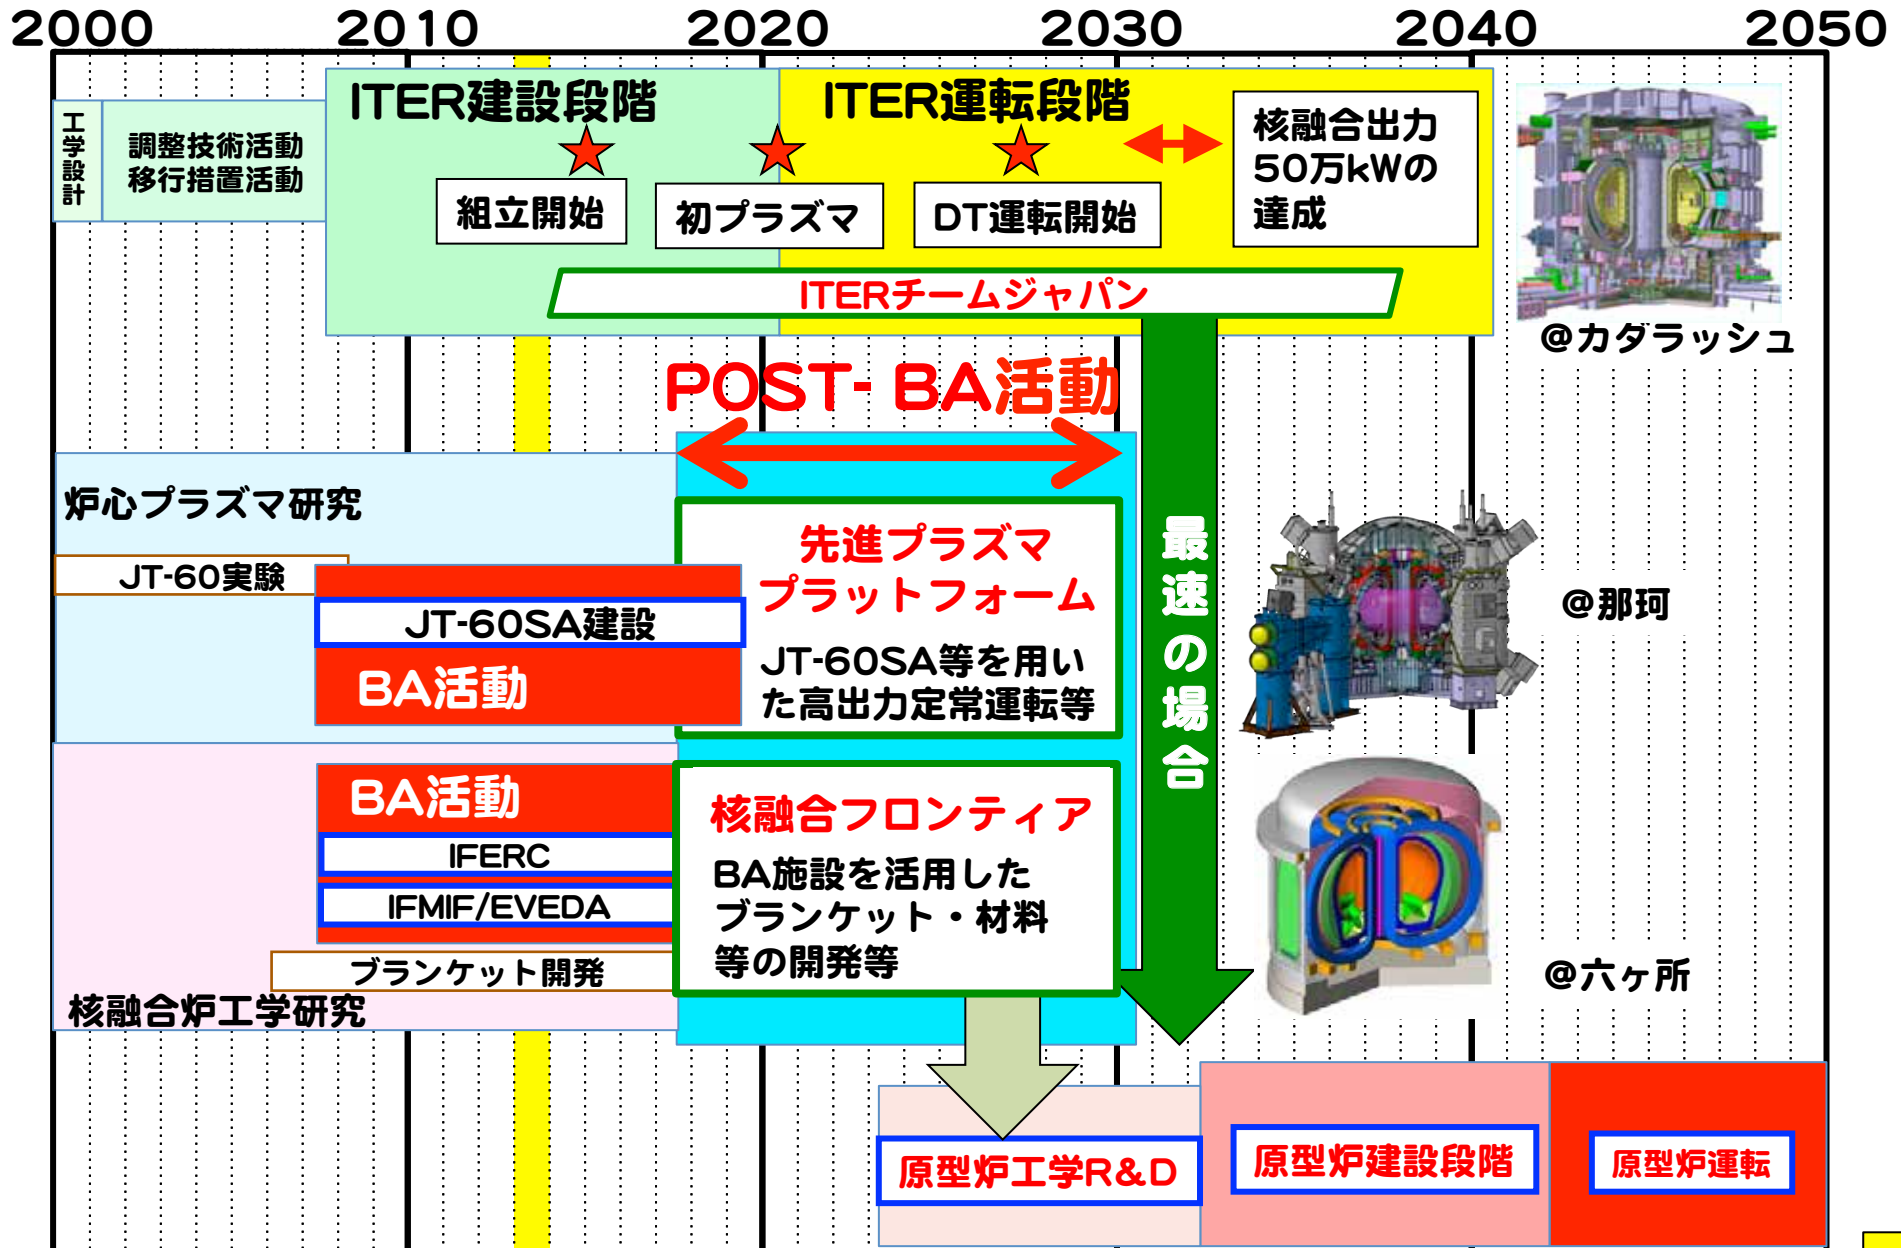 2000 2010 2020 2030 2040 2050
ITER建設段階
ITER運転段階
工学設計
調整技術活動
移行措置活動
組立開始
初プラズマ
DT運転開始
核融合出力
50万kWの
達成
ITERチームジャパン
@カダラッシュ
POST- BA活動
炉心プラズマ研究
JT-60実験
JT-60SA建設
BA活動
先進プラズマ
プラットフォーム
JT-60SA等を用い
た高出力定常運転等
最速の場合
@那珂
BA活動
IFERC
IFMIF/EVEDA
ブランケット開発
核融合炉工学研究
核融合フロンティア
BA施設を活用した
ブランケット・材料
等の開発等
@六ヶ所
原型炉工学R&D
原型炉建設段階
原型炉運転